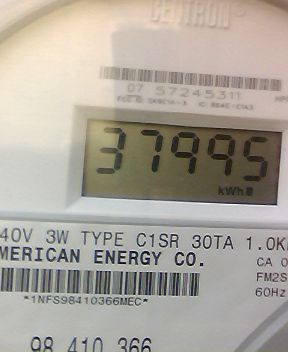 CENTRON®
07 57245311
37995
kWh
40V 3W TYPE C1SR 30TA 1.0K
MERICAN ENERGY CO.
CA 0
FM2S
60Hz
*1NFS98410366MEC*
98 410 366